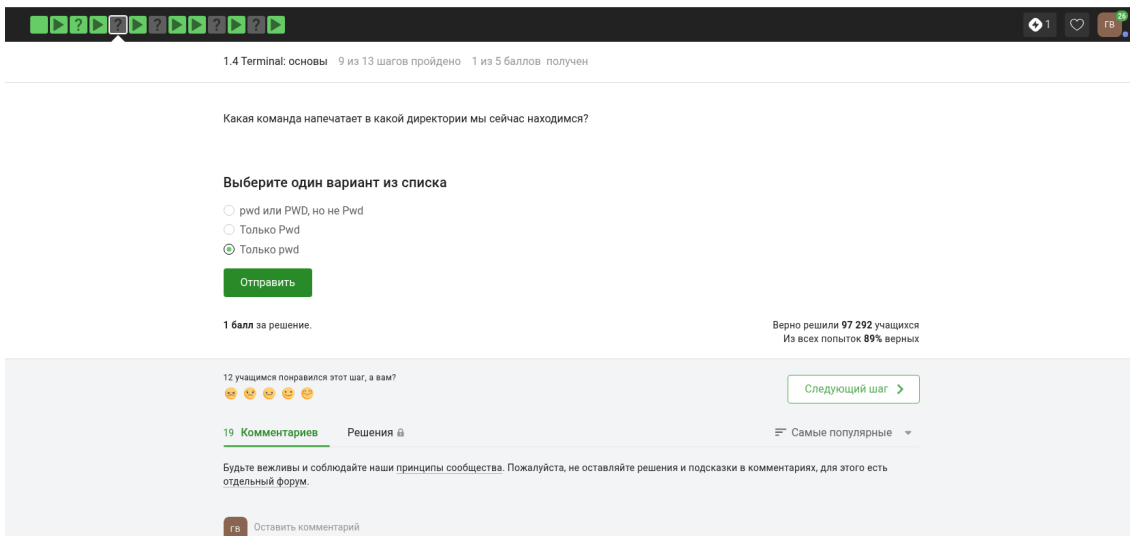 ? ? ? ? ?
1
ГВ
26
1.4 Terminal: основы 9 из 13 шагов пройдено 1 из 5 баллов получен
Какая команда напечатает в какой директории мы сейчас находимся?
Выберите один вариант из списка
pwd или PWD, но не Pwd
Только Pwd
Только pwd
Отправить
1 балл за решение.
Верно решили 97 292 учащихся
Из всех попыток 89% верных
12 учащимся понравился этот шаг, а вам?
Следующий шаг
19 Комментариев Решения
Самые популярные
Будьте вежливы и соблюдайте наши принципы сообщества. Пожалуйста, не оставляйте решения и подсказки в комментариях, для этого есть
отдельный форум.
ГВ Оставить комментарий